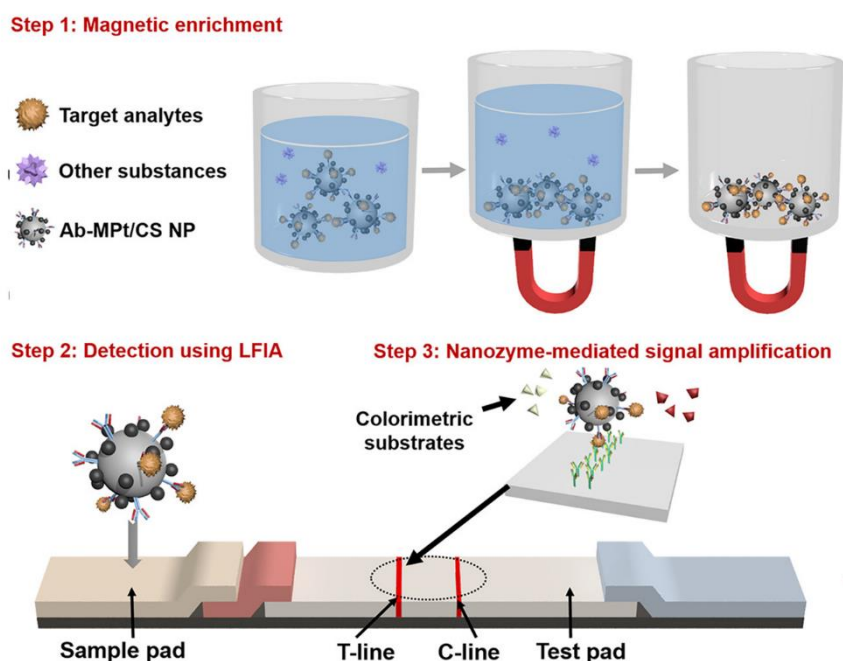 Step 1: Magnetic enrichment
Target analytes
Other substances
Ab-MPt/CS NP
Step 2: Detection using LFIA
Step 3: Nanozyme-mediated signal amplification
Colorimetric
substrates
Sample pad
T-line
C-line
Test pad